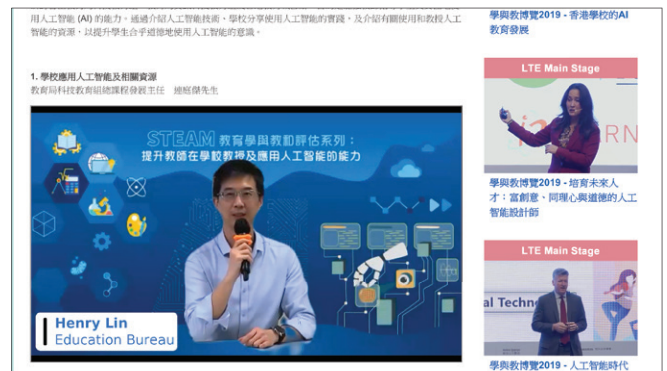 用人工智能 (AI) 的能力。通過介紹人工智能技術、學校分享使用人工智能的實踐，及介紹有關使用和教授人工
智能的資源，以提升學生合乎道德地使用人工智能的意識。
1. 學校應用人工智能及相關資源
教育局科技教育組總課程發展主任
STEAM 教育學與教和評估系列：
提升教師在學校教授及應用人工智能的能力
Henry Lin
Education Bureau
學與教博覽2019 - 香港學校的AI
教育發展
LTE Main Stage
RN
學與教博覽2019 - 培育未來人
才：富創意、同理心與道德的人工
智能設計師
LTE Main Stage
al Techno
學與教博覽2019 - 人工智能時代